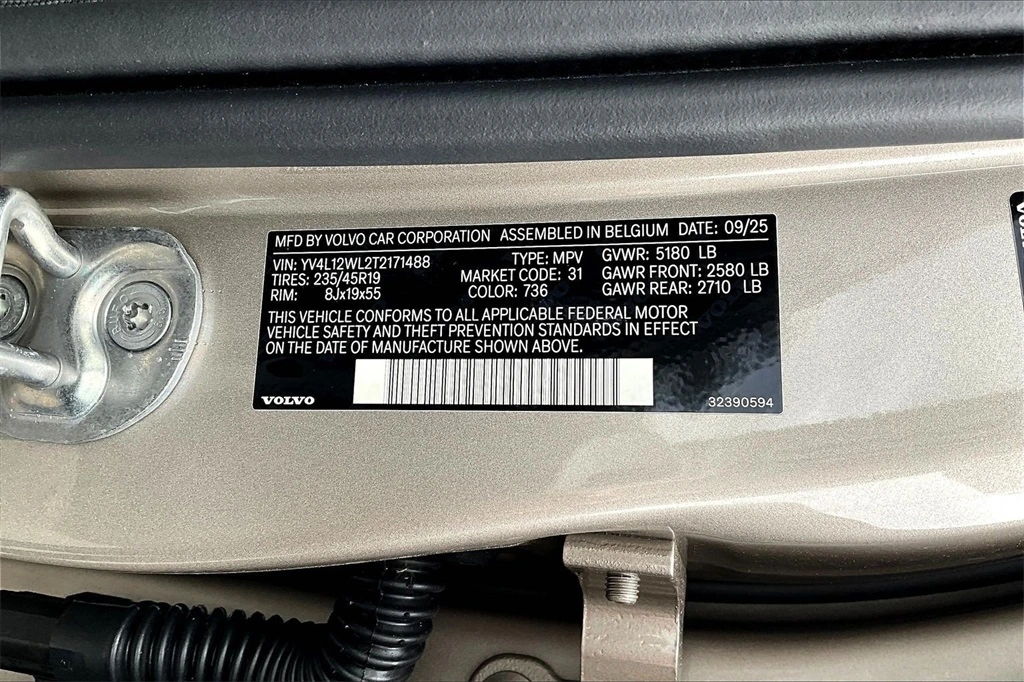 MFD BY VOLVO CAR CORPORATION ASSEMBLED IN BELGIUM DATE: 09/25
VIN: YV4L12WL2T2171488 TYPE: MPV GVWR: 5180 LB
TIRES: 235/45R19 MARKET CODE: 31 GAWR FRONT: 2580 LB
RIM: 8Jx19x55 COLOR: 736 GAWR REAR: 2710 LB
THIS VEHICLE CONFORMS TO ALL APPLICABLE FEDERAL MOTOR
VEHICLE SAFETY AND THEFT PREVENTION STANDARDS IN EFFECT
ON THE DATE OF MANUFACTURE SHOWN ABOVE.
VOLVO 32390594